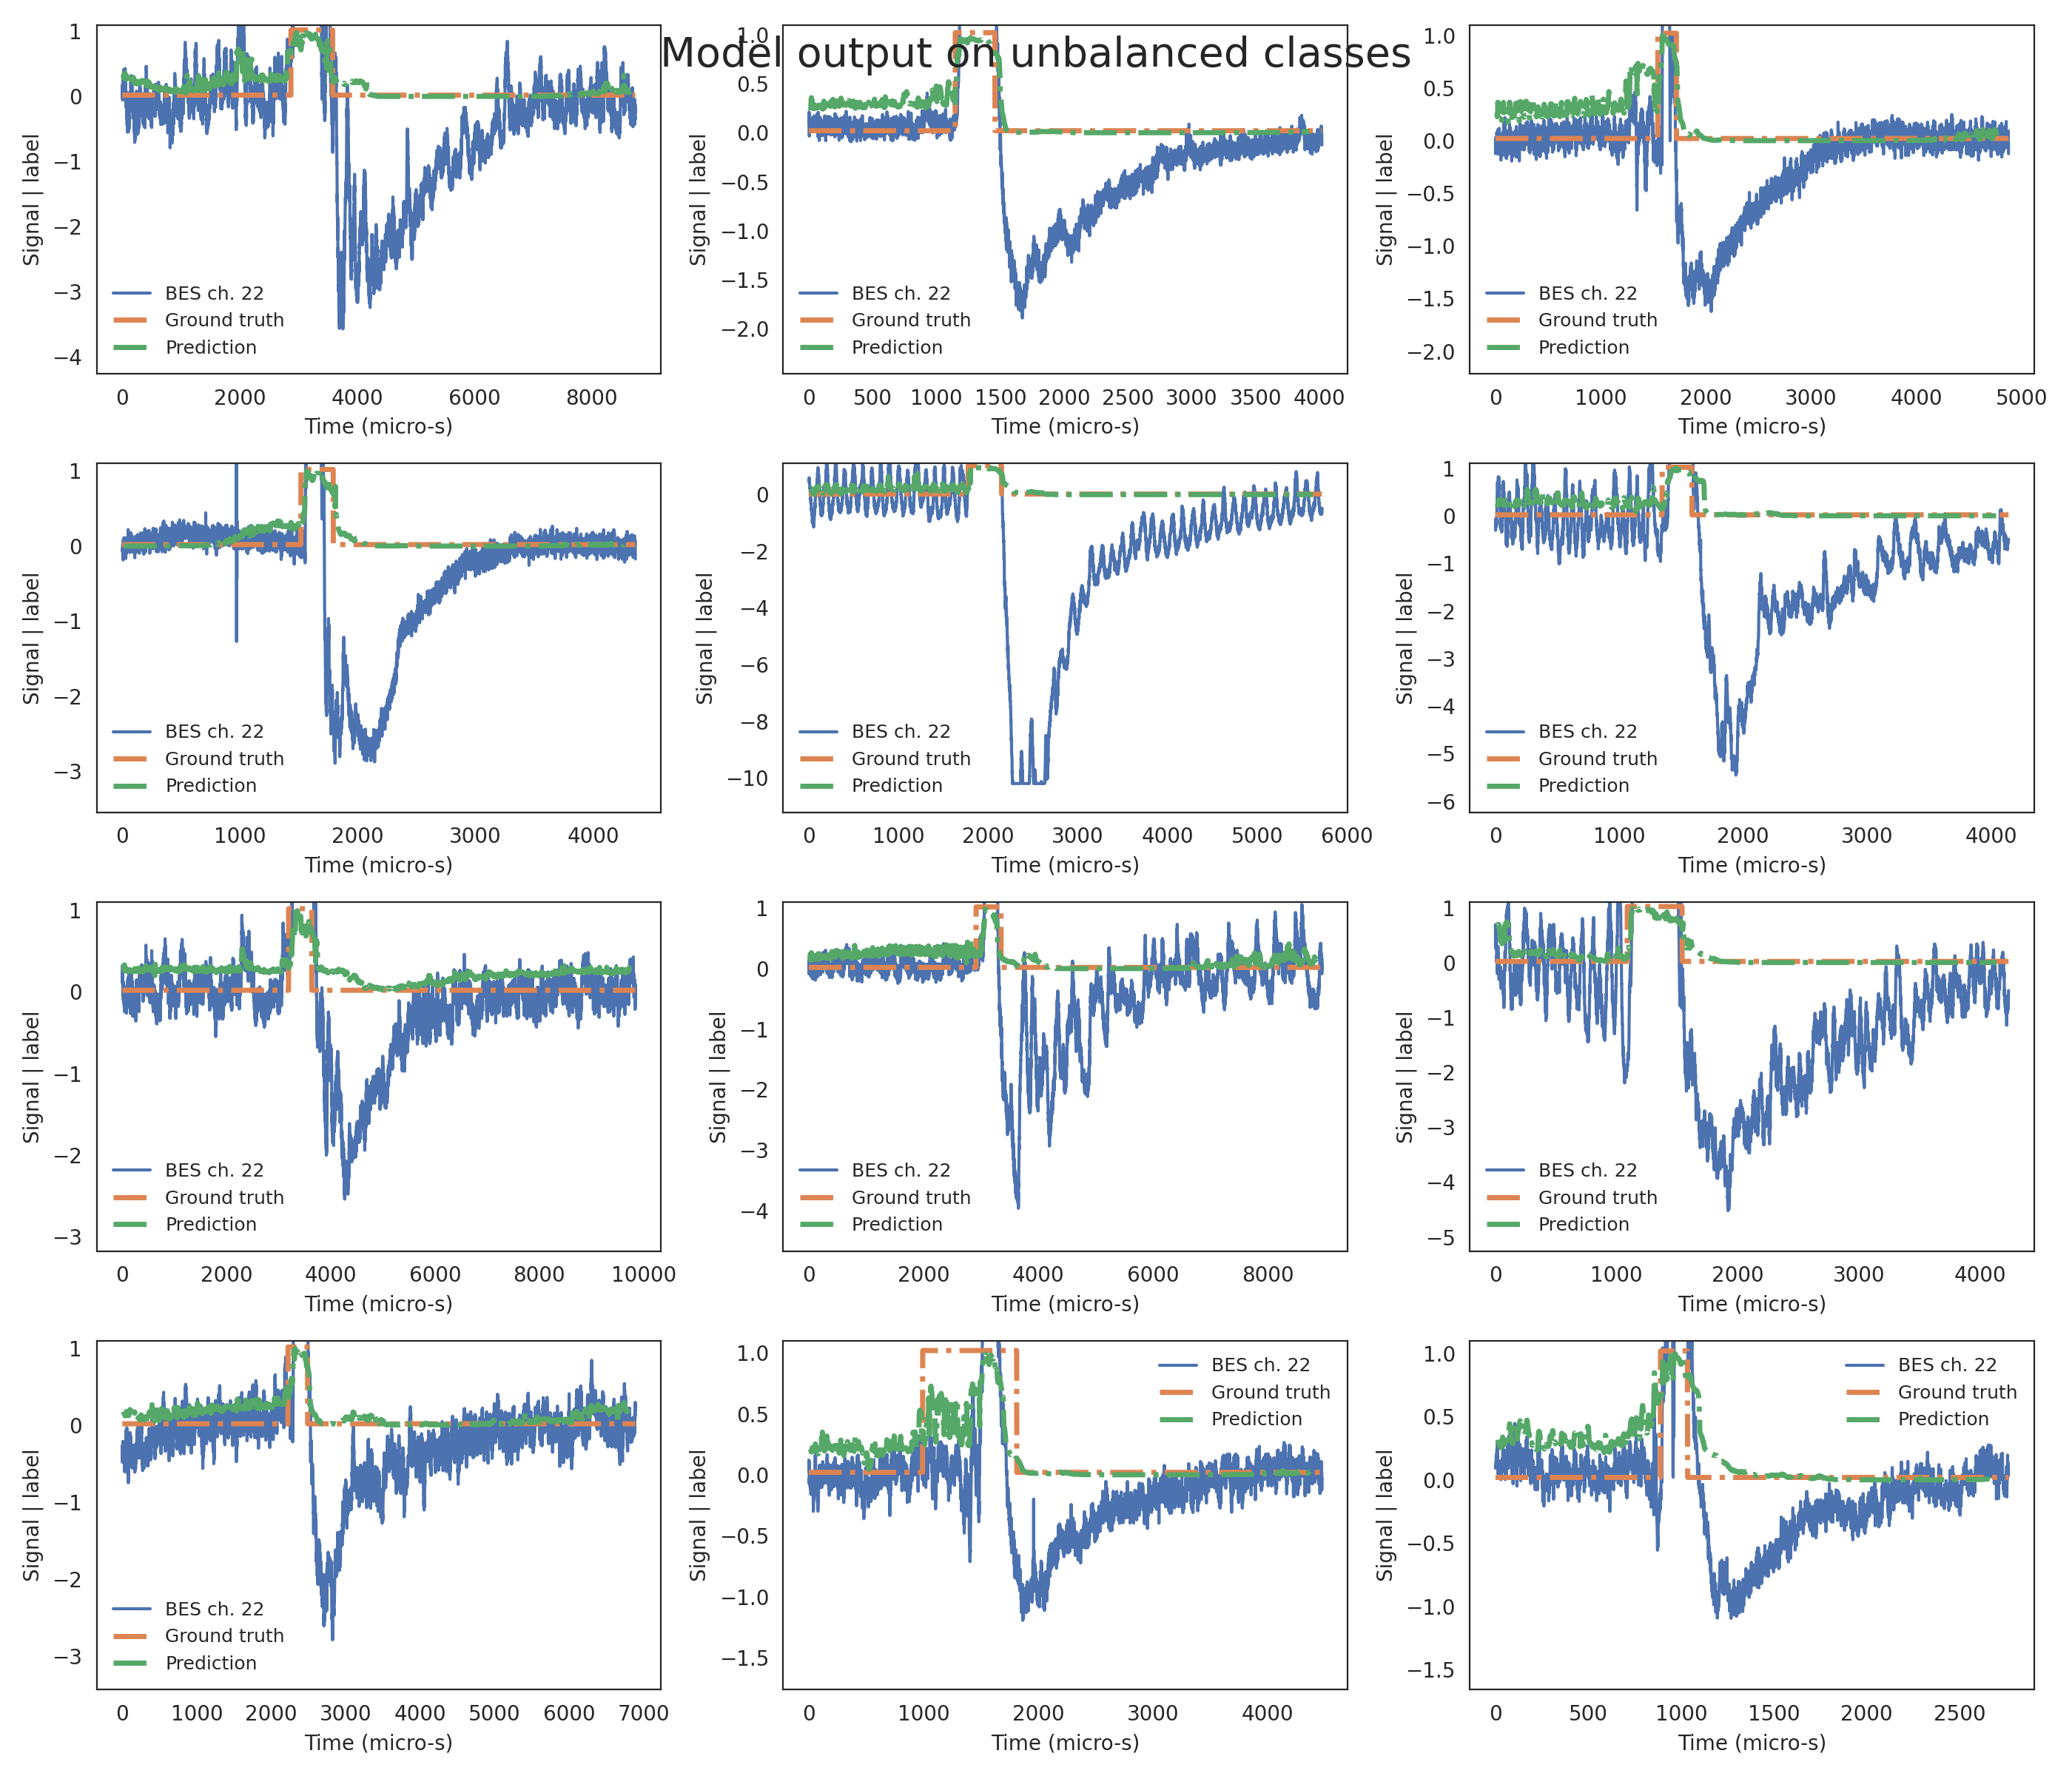 Model output on unbalanced classes
1
0
−1
−2
−3
−4
Signal | label
BES ch. 22
Ground truth
Prediction
0 2000 4000 6000 8000
Time (micro-s)
1.0
0.5
0.0
−0.5
−1.0
−1.5
−2.0
Signal | label
BES ch. 22
Ground truth
Prediction
0 500 1000 1500 2000 2500 3000 3500 4000
Time (micro-s)
1.0
0.5
0.0
−0.5
−1.0
−1.5
−2.0
Signal | label
BES ch. 22
Ground truth
Prediction
0 1000 2000 3000 4000 5000
Time (micro-s)
1
0
−1
−2
−3
Signal | label
BES ch. 22
Ground truth
Prediction
0 1000 2000 3000 4000
Time (micro-s)
0
−2
−4
−6
−8
−10
Signal | label
BES ch. 22
Ground truth
Prediction
0 1000 2000 3000 4000 5000 6000
Time (micro-s)
1
0
−1
−2
−3
−4
−5
−6
Signal | label
BES ch. 22
Ground truth
Prediction
0 1000 2000 3000 4000
Time (micro-s)
1
0
−1
−2
−3
Signal | label
BES ch. 22
Ground truth
Prediction
0 2000 4000 6000 8000 10000
Time (micro-s)
1
0
−1
−2
−3
−4
Signal | label
BES ch. 22
Ground truth
Prediction
0 2000 4000 6000 8000
Time (micro-s)
1
0
−1
−2
−3
−4
−5
Signal | label
BES ch. 22
Ground truth
Prediction
0 1000 2000 3000 4000
Time (micro-s)
1
0
−1
−2
−3
Signal | label
BES ch. 22
Ground truth
Prediction
0 1000 2000 3000 4000 5000 6000 7000
Time (micro-s)
1.0
0.5
0.0
−0.5
−1.0
−1.5
Signal | label
BES ch. 22
Ground truth
Prediction
0 1000 2000 3000 4000
Time (micro-s)
1.0
0.5
0.0
−0.5
−1.0
−1.5
Signal | label
BES ch. 22
Ground truth
Prediction
0 500 1000 1500 2000 2500
Time (micro-s)